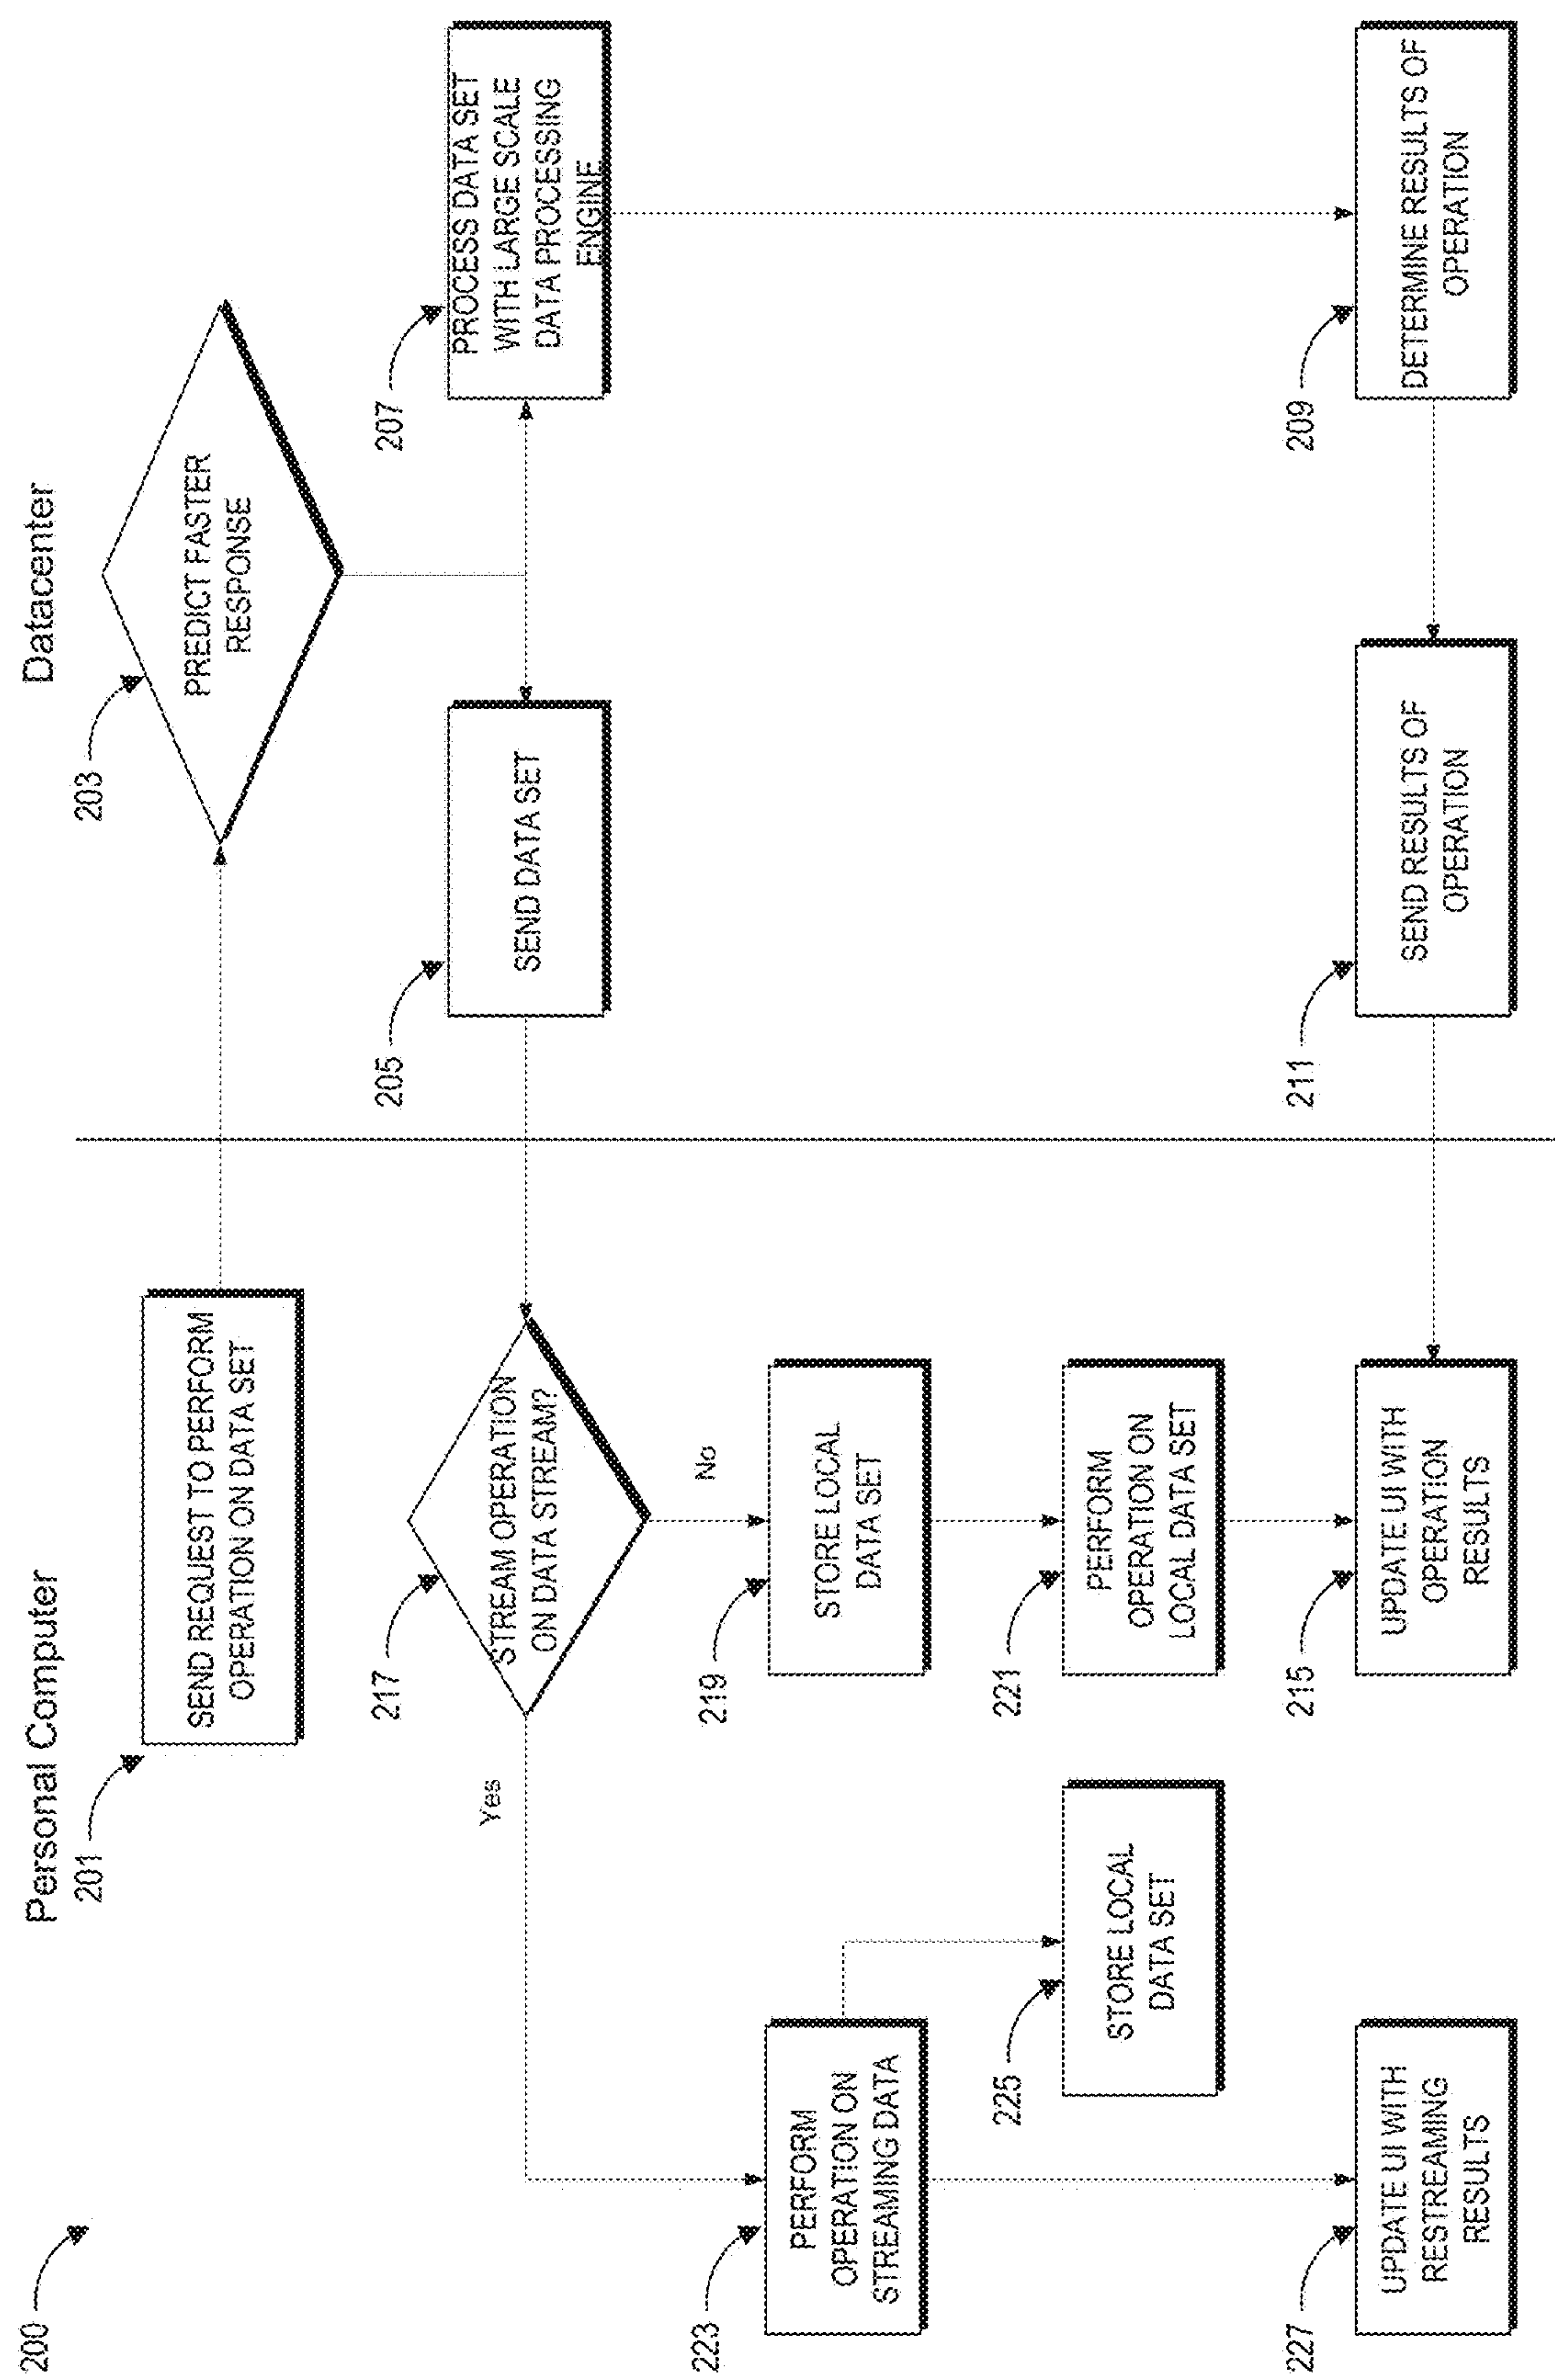 200
Personal Computer
Datacenter
201
SEND REQUEST TO PERFORM
OPERATION ON DATA SET
203
PREDICT FASTER
RESPONSE
217
STREAM OPERATION
ON DATA STREAM?
Yes
No
205
SEND DATA SET
207
PROCESS DATA SET
WITH LARGE SCALE
DATA PROCESSING
ENGINE
223
PERFORM
OPERATION ON
STREAMING DATA
219
STORE LOCAL
DATA SET
225
STORE LOCAL
DATA SET
221
PERFORM
OPERATION ON
LOCAL DATA SET
227
UPDATE UI WITH
RESTREAMING
RESULTS
215
UPDATE UI WITH
OPERATION
RESULTS
211
SEND RESULTS OF
OPERATION
209
DETERMINE RESULTS OF
OPERATION